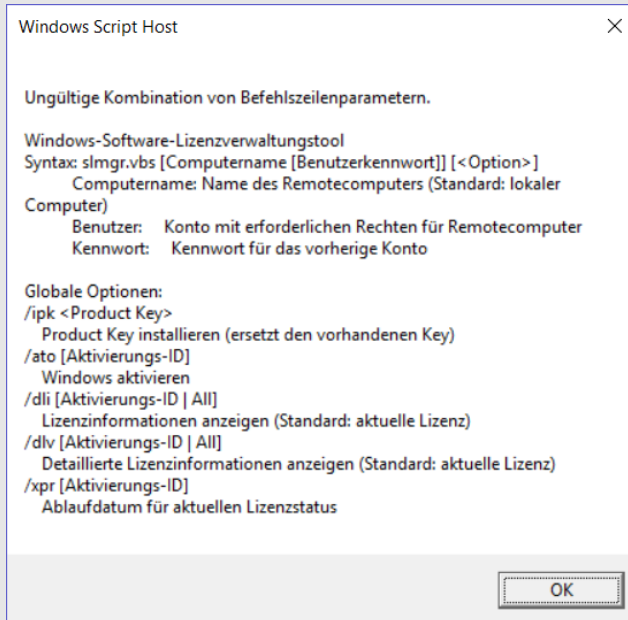 Windows Script Host
Ungültige Kombination von Befehlszeilenparametern.
Windows-Software-Lizenzverwaltungstool
Syntax: slmgr.vbs [Computername [Benutzerkennwort]] [<Option>]
Computername: Name des Remotecomputers (Standard: lokaler
Computer)
Benutzer: Konto mit erforderlichen Rechten für Remotecomputer
Kennwort: Kennwort für das vorherige Konto
Globale Optionen:
/ipk <Product Key>
Product Key installieren (ersetzt den vorhandenen Key)
/ato [Aktivierungs-ID]
Windows aktivieren
/dli [Aktivierungs-ID | All]
Lizenzinformationen anzeigen (Standard: aktuelle Lizenz)
/dlv [Aktivierungs-ID | All]
Detaillierte Lizenzinformationen anzeigen (Standard: aktuelle Lizenz)
/xpr [Aktivierungs-ID]
Ablaufdatum für aktuellen Lizenzstatus
OK